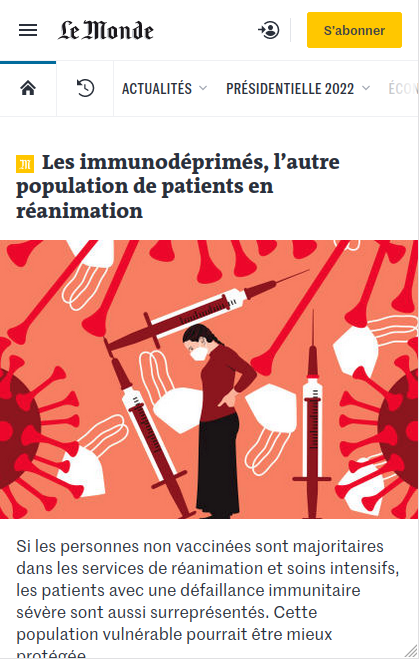 Le Monde
S'abonner
ACTUALITÉS
PRÉSIDENTIELLE 2022
ÉCON
Les immunodéprimés, l'autre
population de patients en
réanimation
Si les personnes non vaccinées sont majoritaires
dans les services de réanimation et soins intensifs,
les patients avec une défaillance immunitaire
sévère sont aussi surreprésentés. Cette
population vulnérable pourrait être mieux
protégée